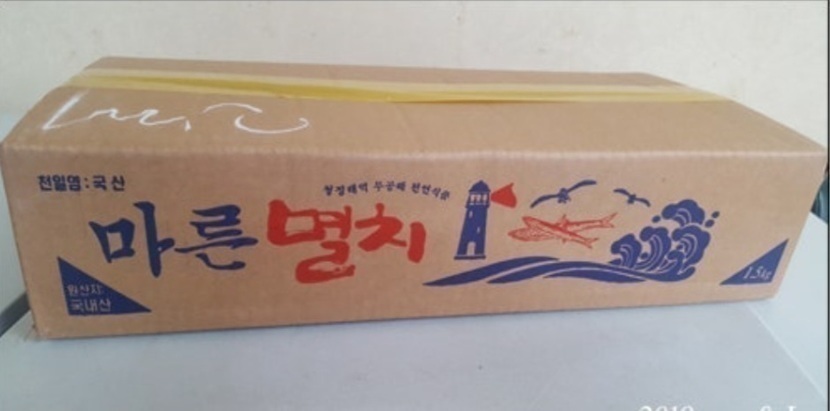 천일염:국산
청정해역 무공해 천연식품
마른멸치
원산지:
국내산
1.5kg